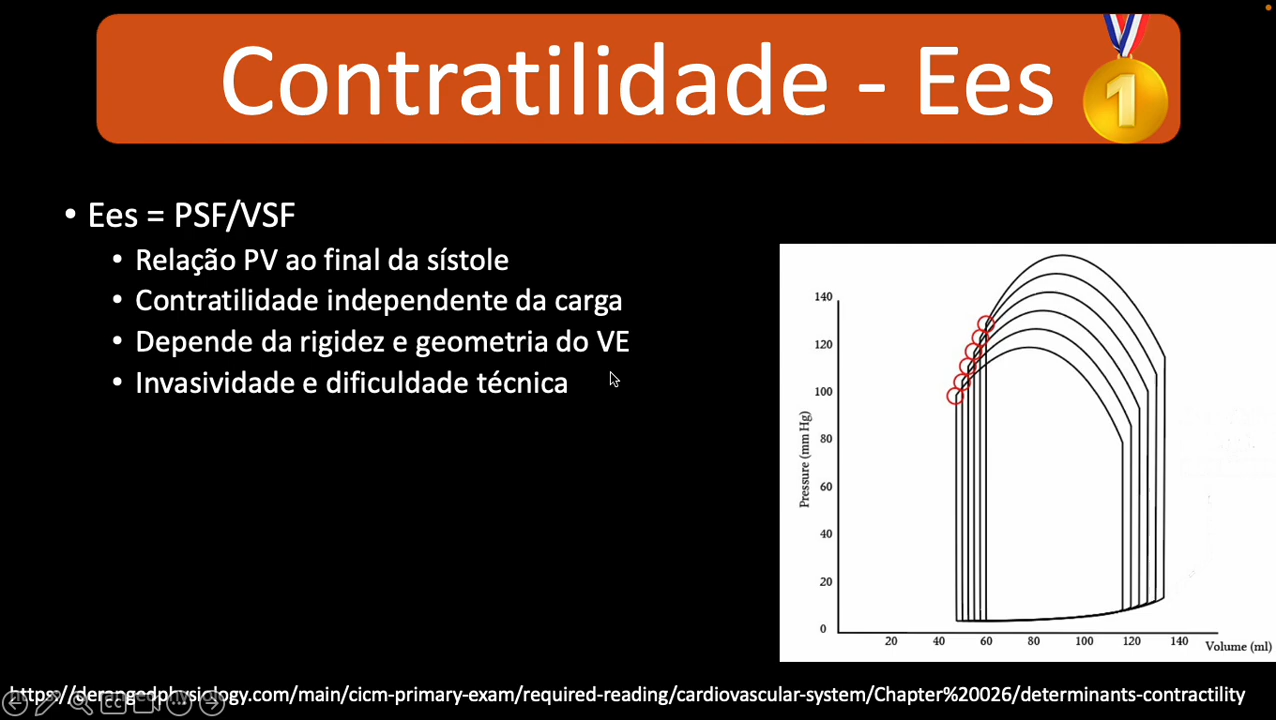 Contratilidade - Ees
1
• Ees = PSF/VSF
• Relação PV ao final da sístole
• Contratilidade independente da carga
• Depende da rigidez e geometria do VE
• Invasividade e dificuldade técnica
140
120
100
80
60
40
20
0
Pressure (mm Hg)
20 40 60 80 100 120 140
Volume (ml)
https://derangedphysiology.com/main/cicm-primary-exam/required-reading/cardiovascular-system/Chapter%20026/determinants-contractility
CC